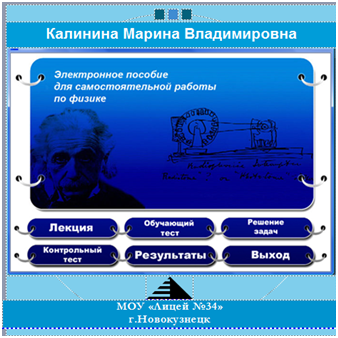 Калинина Марина Владимировна
Электронное пособие
для самостоятельной работы
по физике
Лекция
Обучающий
тест
Решение
задач
Контрольный
тест
Результаты
Выход
МОУ «Лицей №34»
г.Новокузнецк